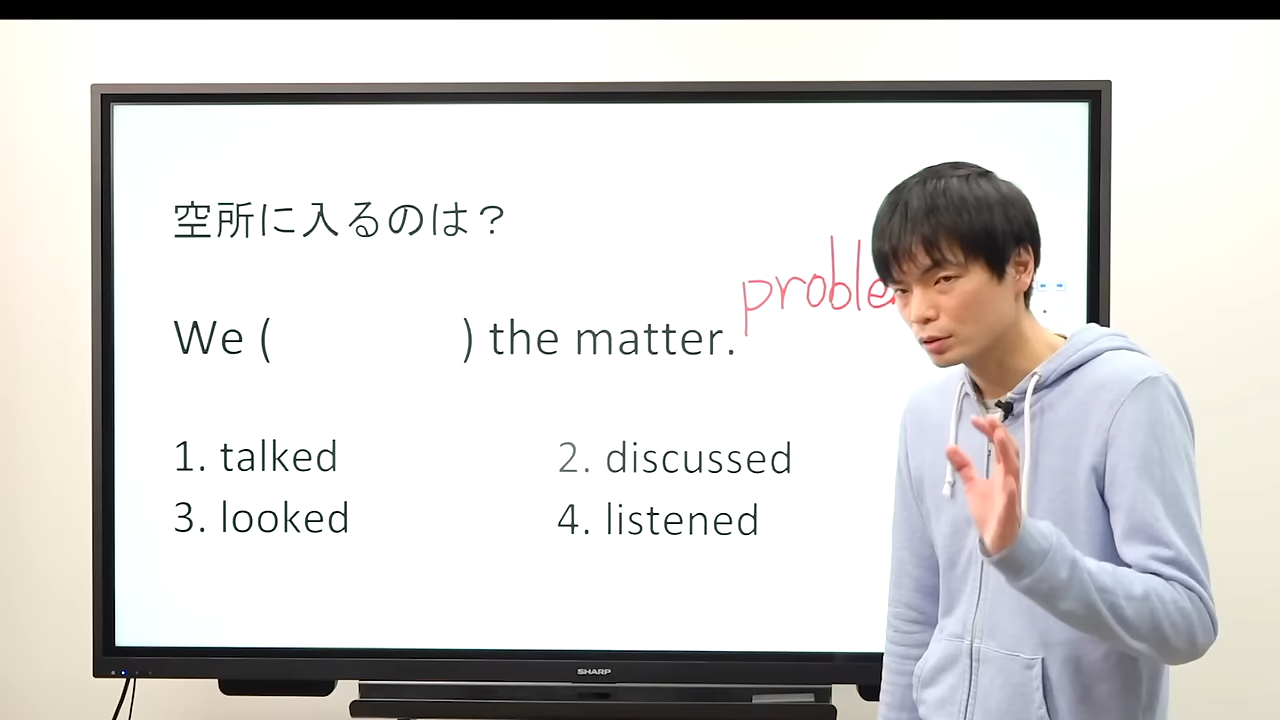 空所に入るのは？
proble
We (                ) the matter.
1. talked
2. discussed
3. looked
4. listened
SHARP